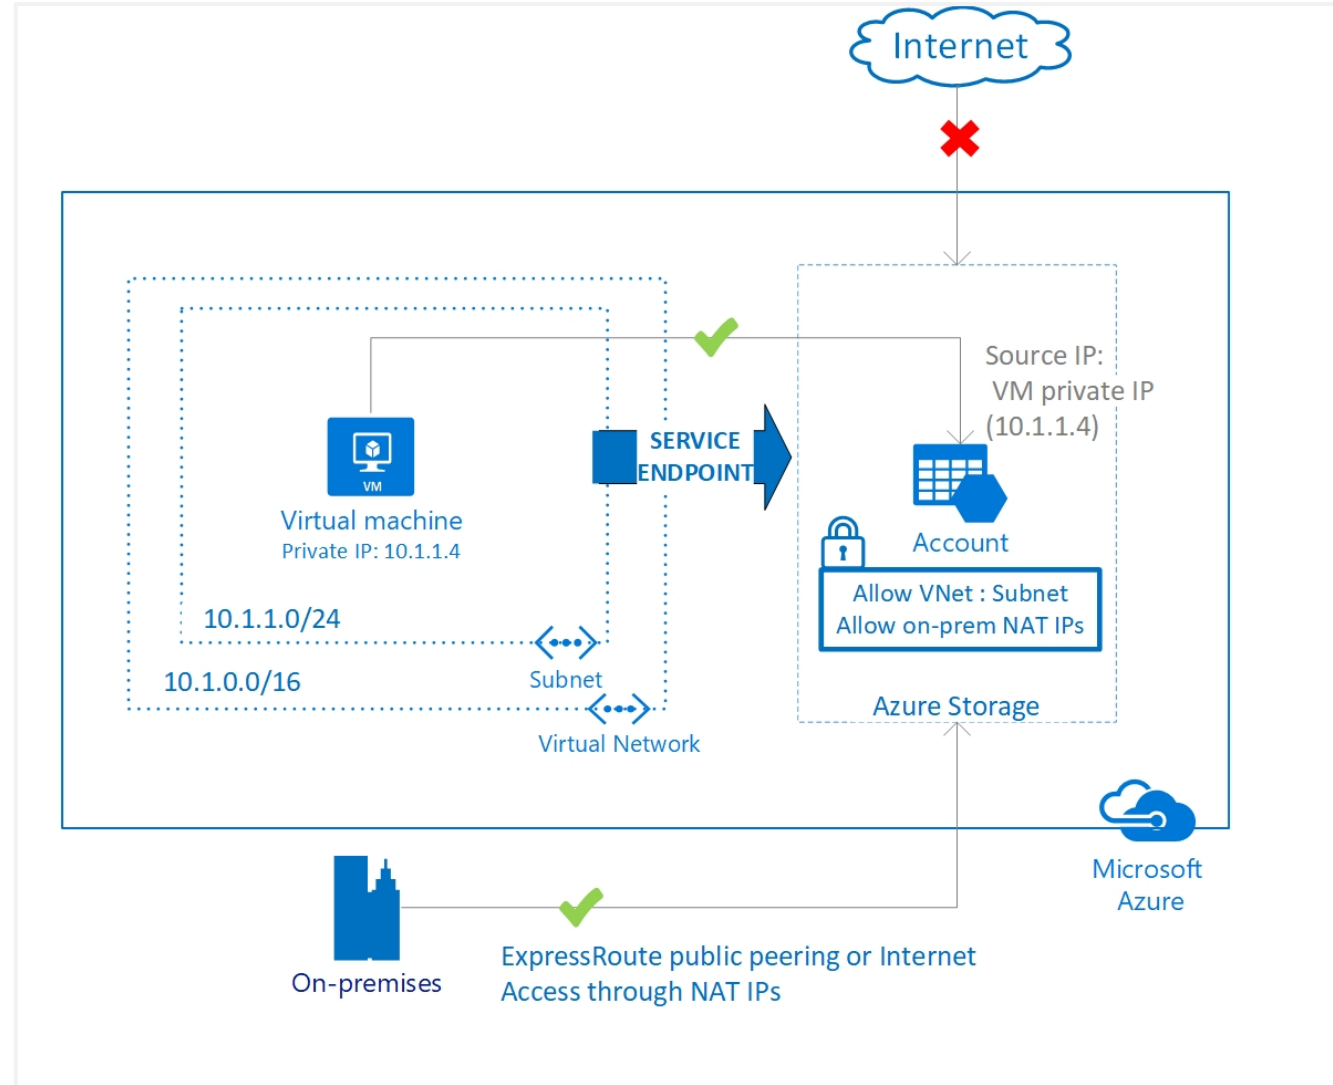 Internet
Source IP:
VM private IP
(10.1.1.4)
SERVICE
ENDPOINT
VM
Virtual machine
Private IP: 10.1.1.4
Account
Allow VNet : Subnet
Allow on-prem NAT IPs
10.1.1.0/24
Subnet
10.1.0.0/16
Azure Storage
Virtual Network
Microsoft
Azure
On-premises
ExpressRoute public peering or Internet
Access through NAT IPs